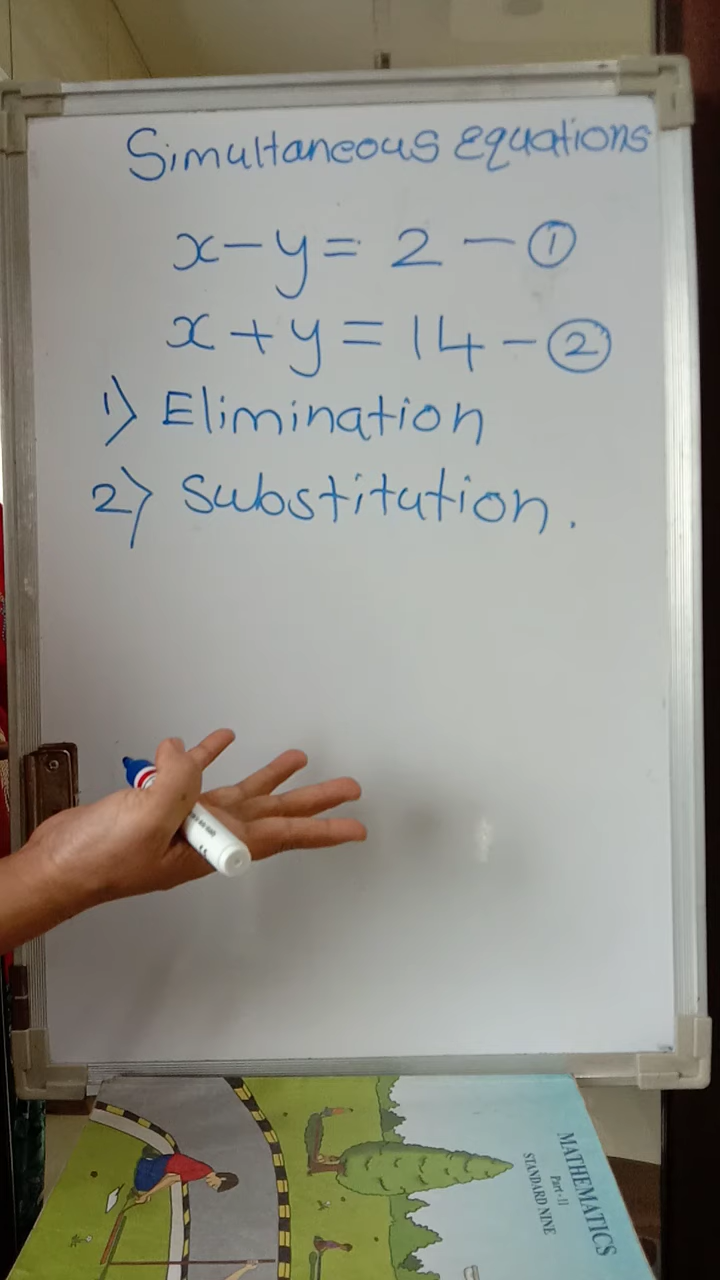 Simultaneous equations
x - y = 2 - ①
x + y = 14 - ②
1) Elimination
2) Substitution.
MATHEMATICS
Part - II
STANDARD NINE